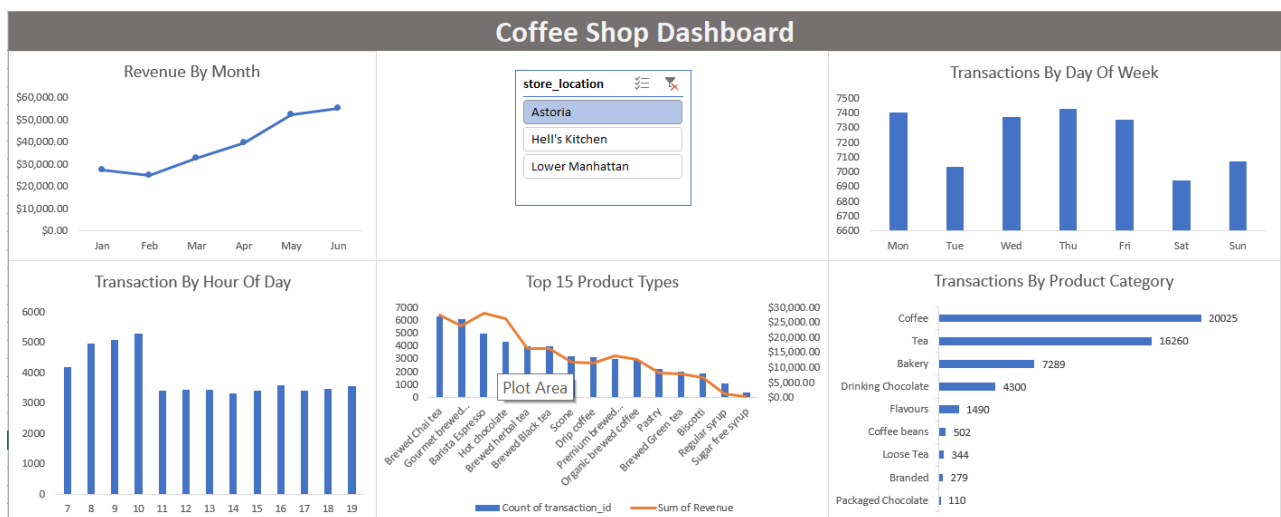 Coffee Shop Dashboard
Revenue By Month
$60,000.00
$50,000.00
$40,000.00
$30,000.00
$20,000.00
$10,000.00
$0.00
Jan Feb Mar Apr May Jun
store_location
Astoria
Hell's Kitchen
Lower Manhattan
Transactions By Day Of Week
7500
7400
7300
7200
7100
7000
6900
6800
6700
6600
Mon Tue Wed Thu Fri Sat Sun
Transaction By Hour Of Day
6000
5000
4000
3000
2000
1000
0
7 8 9 10 11 12 13 14 15 16 17 18 19
Top 15 Product Types
7000
6000
5000
4000
3000
2000
1000
0
$30,000.00
$25,000.00
$20,000.00
$15,000.00
$10,000.00
$5,000.00
$0.00
Plot Area
Brewed Chai tea
Gourmet brewed...
Barista Espresso
Hot chocolate
Brewed herbal tea
Brewed Black tea
Scone
Drip coffee
Premium brewed...
Organic brewed coffee
Pastry
Brewed Green tea
Biscotti
Regular syrup
Sugar free syrup
Count of transaction_id Sum of Revenue
Transactions By Product Category
Coffee 20025
Tea 16260
Bakery 7289
Drinking Chocolate 4300
Flavours 1490
Coffee beans 502
Loose Tea 344
Branded 279
Packaged Chocolate 110